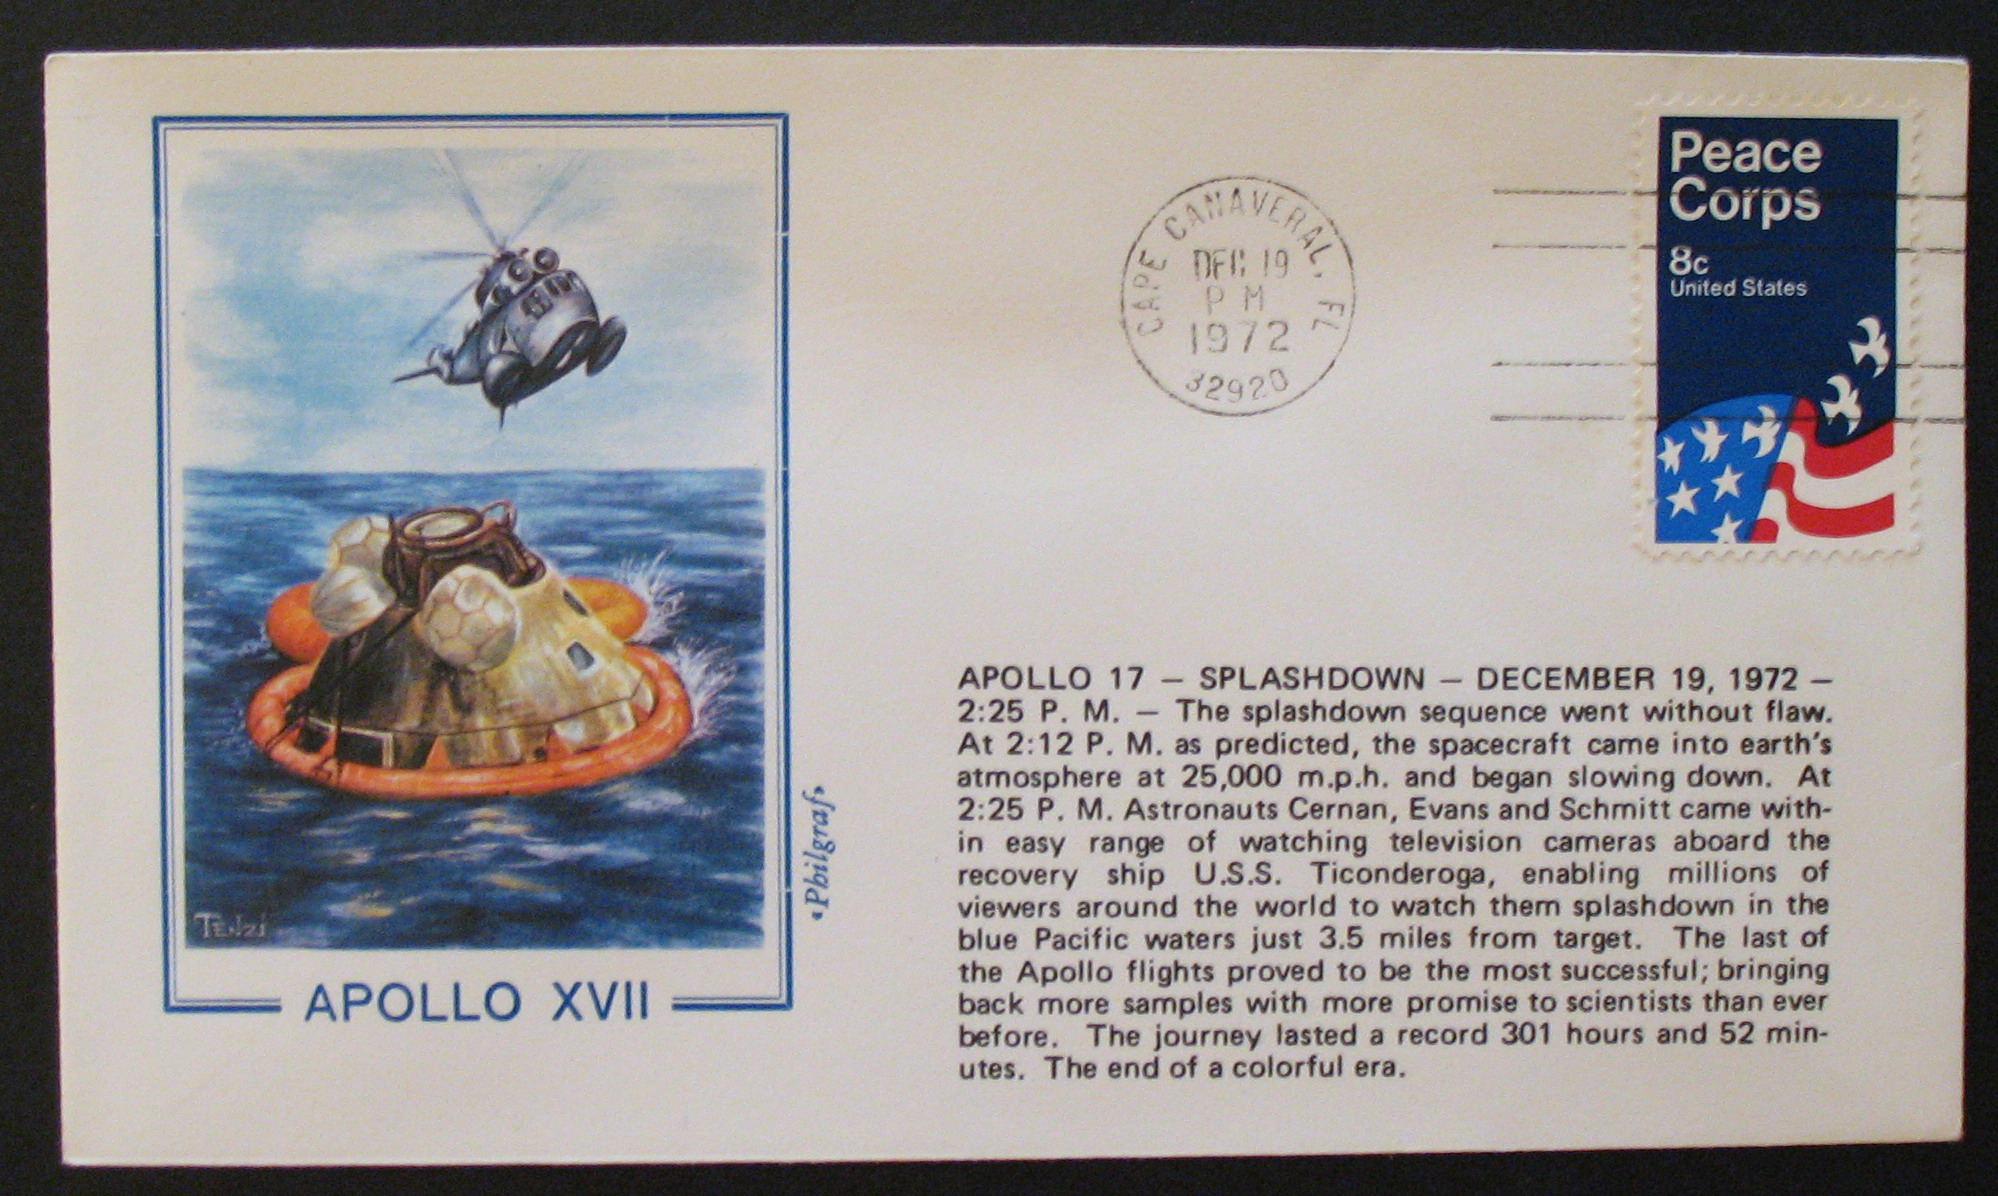 Peace
Corps
8c
United States
CAPE CANAVERAL, FL
DEC 19
PM
1972
32920
TENZI
APOLLO XVII
«Philgraf»
APOLLO 17 — SPLASHDOWN — DECEMBER 19, 1972 —
2:25 P. M. — The splashdown sequence went without flaw.
At 2:12 P. M. as predicted, the spacecraft came into earth's
atmosphere at 25,000 m.p.h. and began slowing down. At
2:25 P. M. Astronauts Cernan, Evans and Schmitt came with-
in easy range of watching television cameras aboard the
recovery ship U.S.S. Ticonderoga, enabling millions of
viewers around the world to watch them splashdown in the
blue Pacific waters just 3.5 miles from target. The last of
the Apollo flights proved to be the most successful; bringing
back more samples with more promise to scientists than ever
before. The journey lasted a record 301 hours and 52 min-
utes. The end of a colorful era.